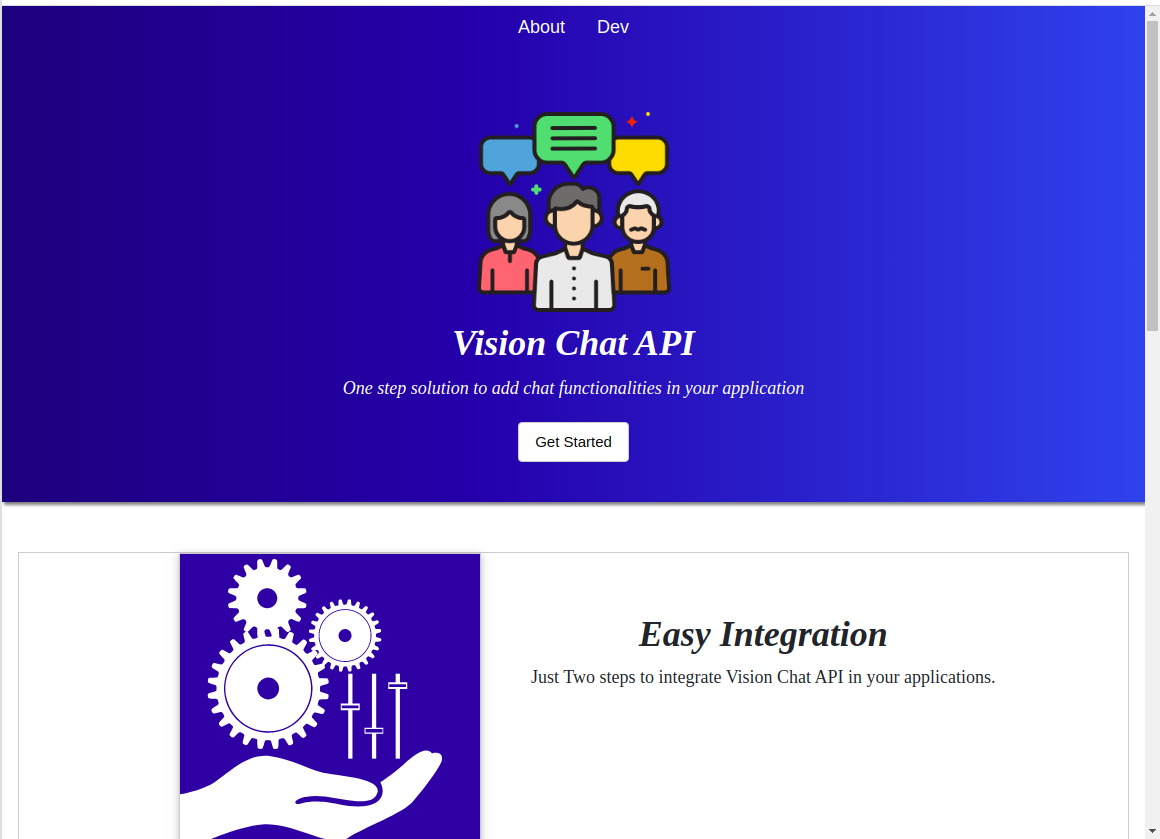 About Dev
Vision Chat API
One step solution to add chat functionalities in your application
Get Started
Easy Integration
Just Two steps to integrate Vision Chat API in your applications.